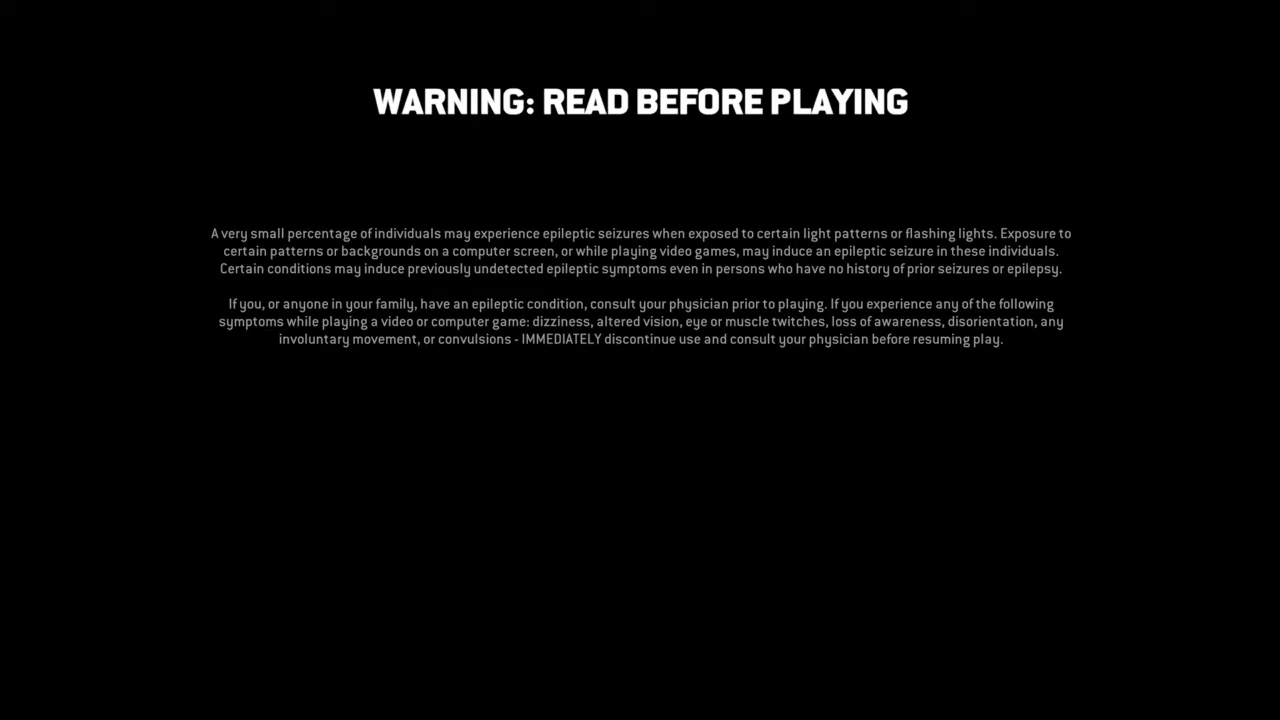 WARNING: READ BEFORE PLAYING
A very small percentage of individuals may experience epileptic seizures when exposed to certain light patterns or flashing lights. Exposure to
certain patterns or backgrounds on a computer screen, or while playing video games, may induce an epileptic seizure in these individuals.
Certain conditions may induce previously undetected epileptic symptoms even in persons who have no history of prior seizures or epilepsy.
If you, or anyone in your family, have an epileptic condition, consult your physician prior to playing. If you experience any of the following
symptoms while playing a video or computer game: dizziness, altered vision, eye or muscle twitches, loss of awareness, disorientation, any
involuntary movement, or convulsions - IMMEDIATELY discontinue use and consult your physician before resuming play.